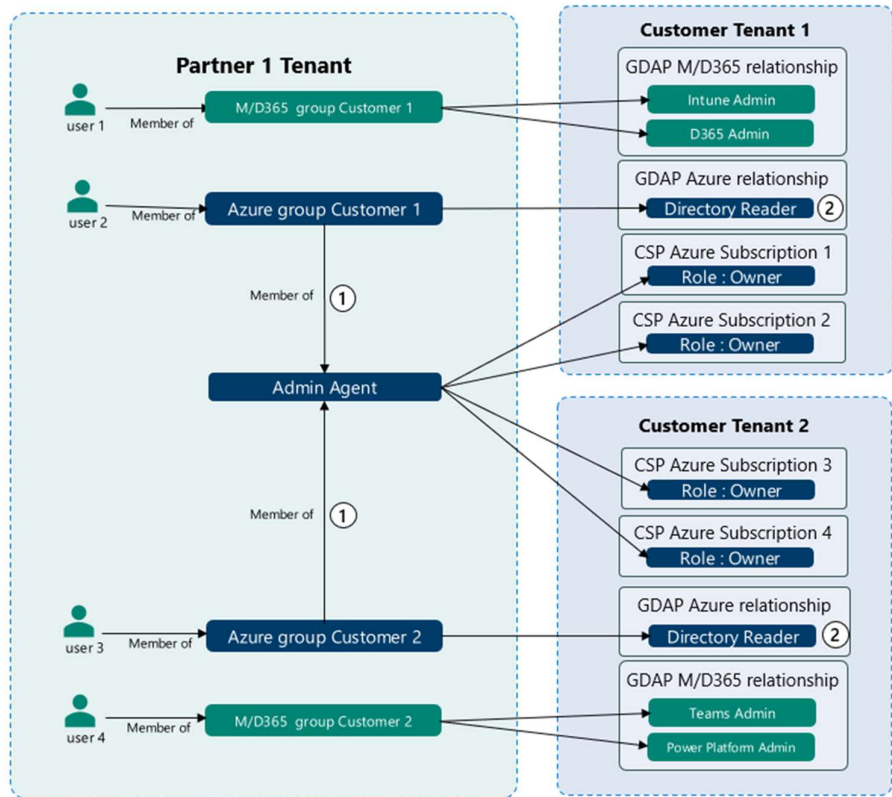 Partner 1 Tenant
user 1
Member of
M/D365 group Customer 1
user 2
Member of
Azure group Customer 1
Member of
1
Admin Agent
Member of
1
user 3
Member of
Azure group Customer 2
user 4
Member of
M/D365 group Customer 2
Customer Tenant 1
GDAP M/D365 relationship
Intune Admin
D365 Admin
GDAP Azure relationship
Directory Reader
2
CSP Azure Subscription 1
Role : Owner
CSP Azure Subscription 2
Role : Owner
Customer Tenant 2
CSP Azure Subscription 3
Role : Owner
CSP Azure Subscription 4
Role : Owner
GDAP Azure relationship
Directory Reader
2
GDAP M/D365 relationship
Teams Admin
Power Platform Admin